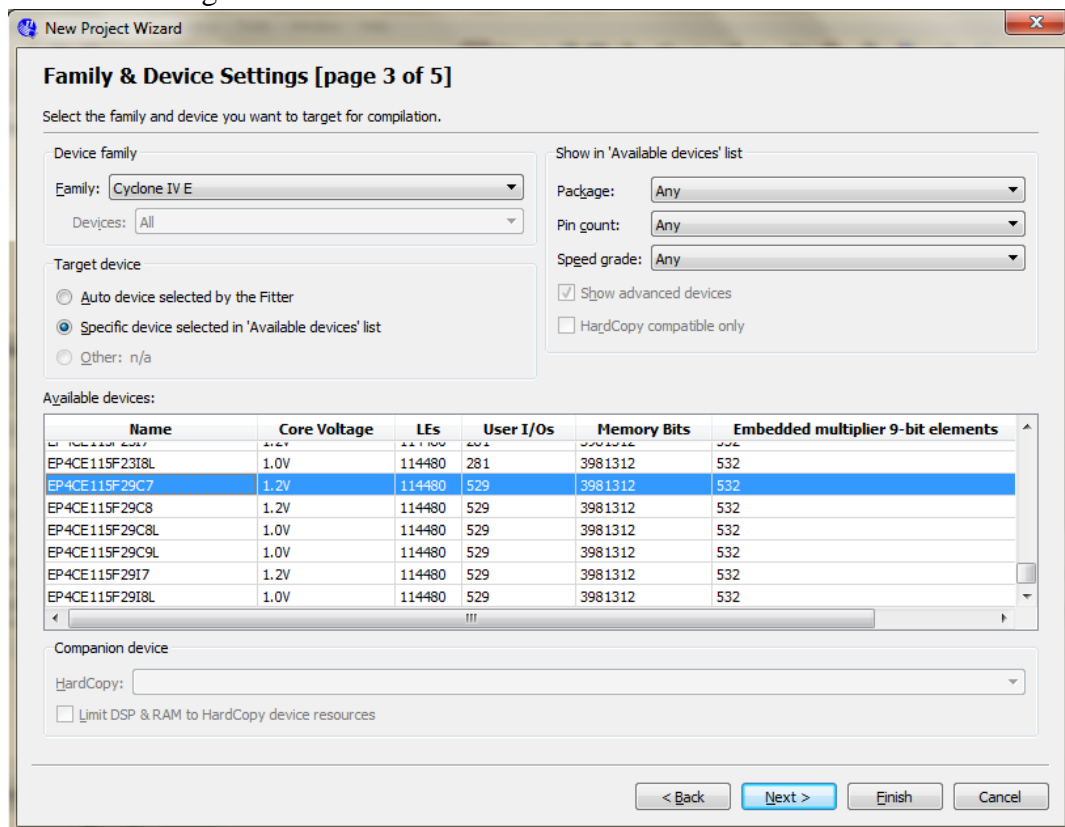 New Project Wizard
Family & Device Settings [page 3 of 5]
Select the family and device you want to target for compilation.
Device family
Family: Cyclone IV E
Devices: All
Show in 'Available devices' list
Package: Any
Pin count: Any
Speed grade: Any
Show advanced devices
HardCopy compatible only
Target device
Auto device selected by the Fitter
Specific device selected in 'Available devices' list
Other: n/a
Available devices:
Name Core Voltage LEs User I/Os Memory Bits Embedded multiplier 9-bit elements
EP4CE115F23I8L 1.0V 114480 281 3981312 532
EP4CE115F29C7 1.2V 114480 529 3981312 532
EP4CE115F29C8 1.2V 114480 529 3981312 532
EP4CE115F29C8L 1.0V 114480 529 3981312 532
EP4CE115F29C9L 1.0V 114480 529 3981312 532
EP4CE115F29I7 1.2V 114480 529 3981312 532
EP4CE115F29I8L 1.0V 114480 529 3981312 532
Companion device
HardCopy:
Limit DSP & RAM to HardCopy device resources
< Back Next > Finish Cancel